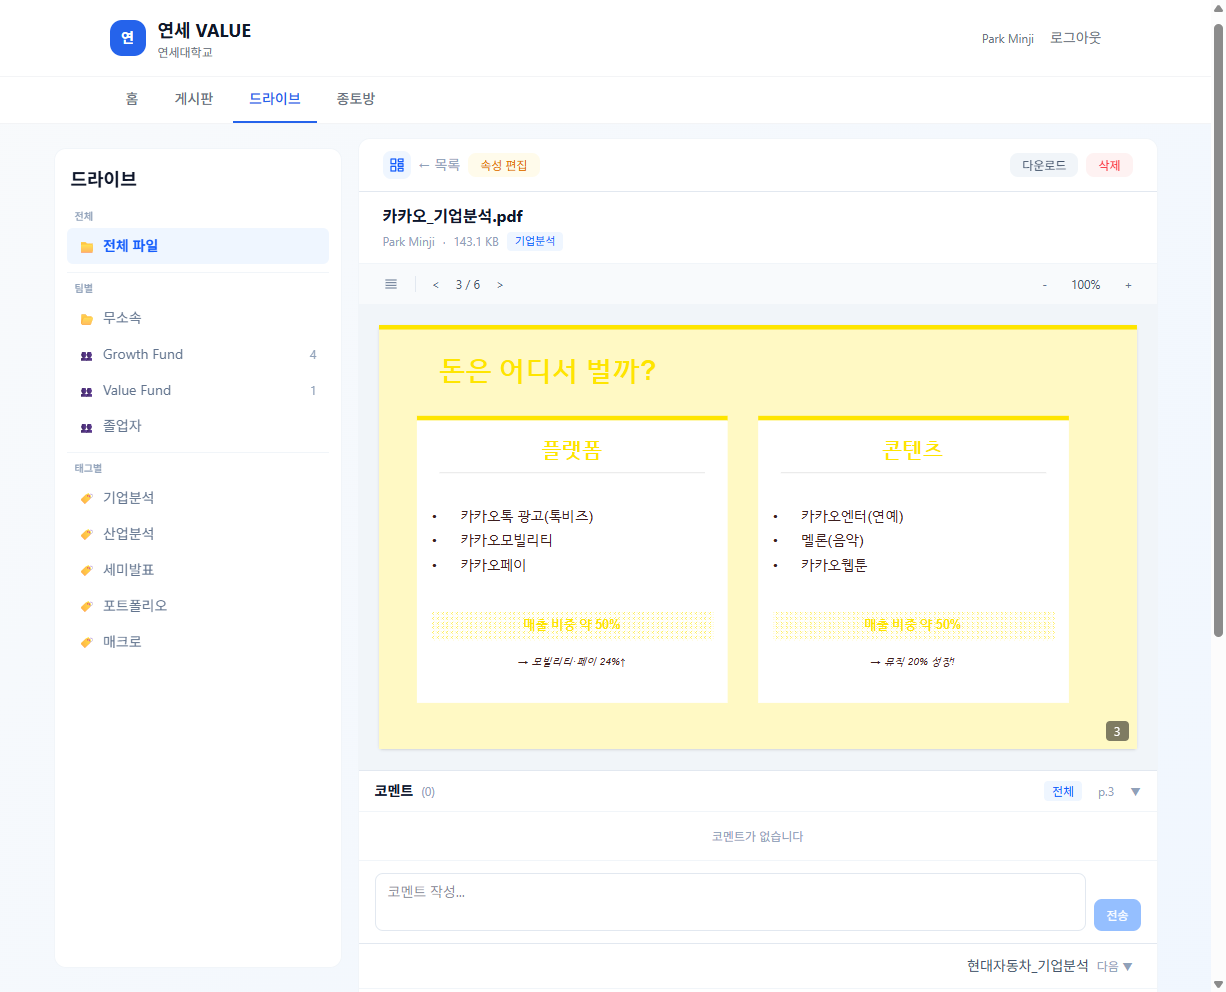 연
연세 VALUE
연세대학교
Park Minji 로그아웃
홈 게시판 드라이브 종토방
드라이브
전체
전체 파일
팀별
무소속
Growth Fund 4
Value Fund 1
졸업자
태그별
기업분석
산업분석
세미발표
포트폴리오
매크로
← 목록 속성 편집 다운로드 삭제
카카오_기업분석.pdf
Park Minji · 143.1 KB 기업분석
< 3 / 6 > - 100% +
돈은 어디서 벌까?
플랫폼
• 카카오톡 광고(톡비즈)
• 카카오모빌리티
• 카카오페이
매출 비중 약 50%
→ 모빌리티·페이 24%↑
콘텐츠
• 카카오엔터(연예)
• 멜론(음악)
• 카카오웹툰
매출 비중 약 50%
→ 뮤직 20% 성장!
3
코멘트 (0) 전체 p.3 ▼
코멘트가 없습니다
코멘트 작성...
전송
현대자동차_기업분석 다음 ▼